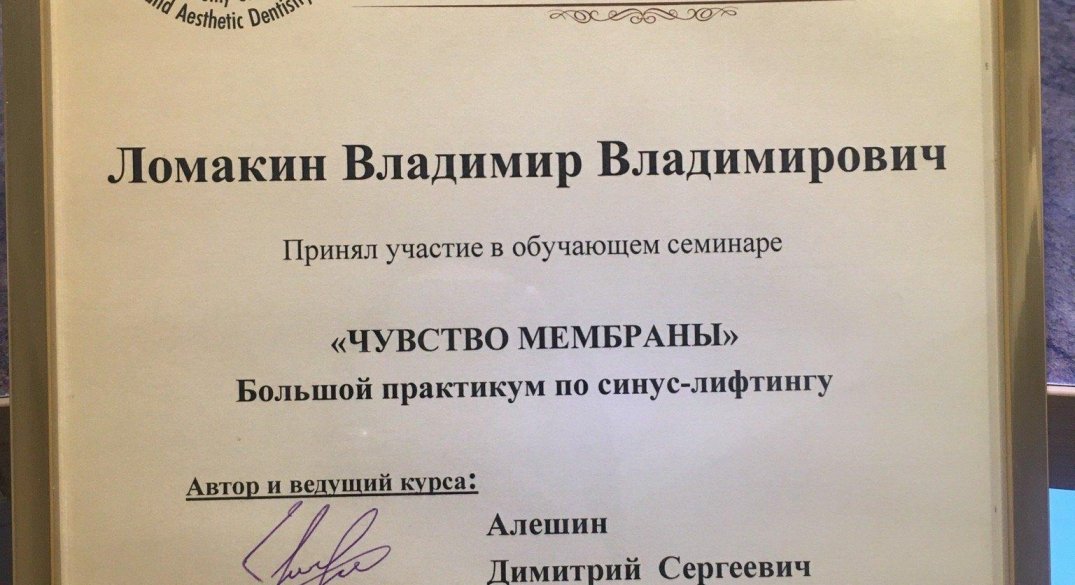 and Aesthetic Dentistry
Ломакин Владимир Владимирович
Принял участие в обучающем семинаре
«ЧУВСТВО МЕМБРАНЫ»
Большой практикум по синус-лифтингу
Автор и ведущий курса:
Алешин
Димитрий Сергеевич